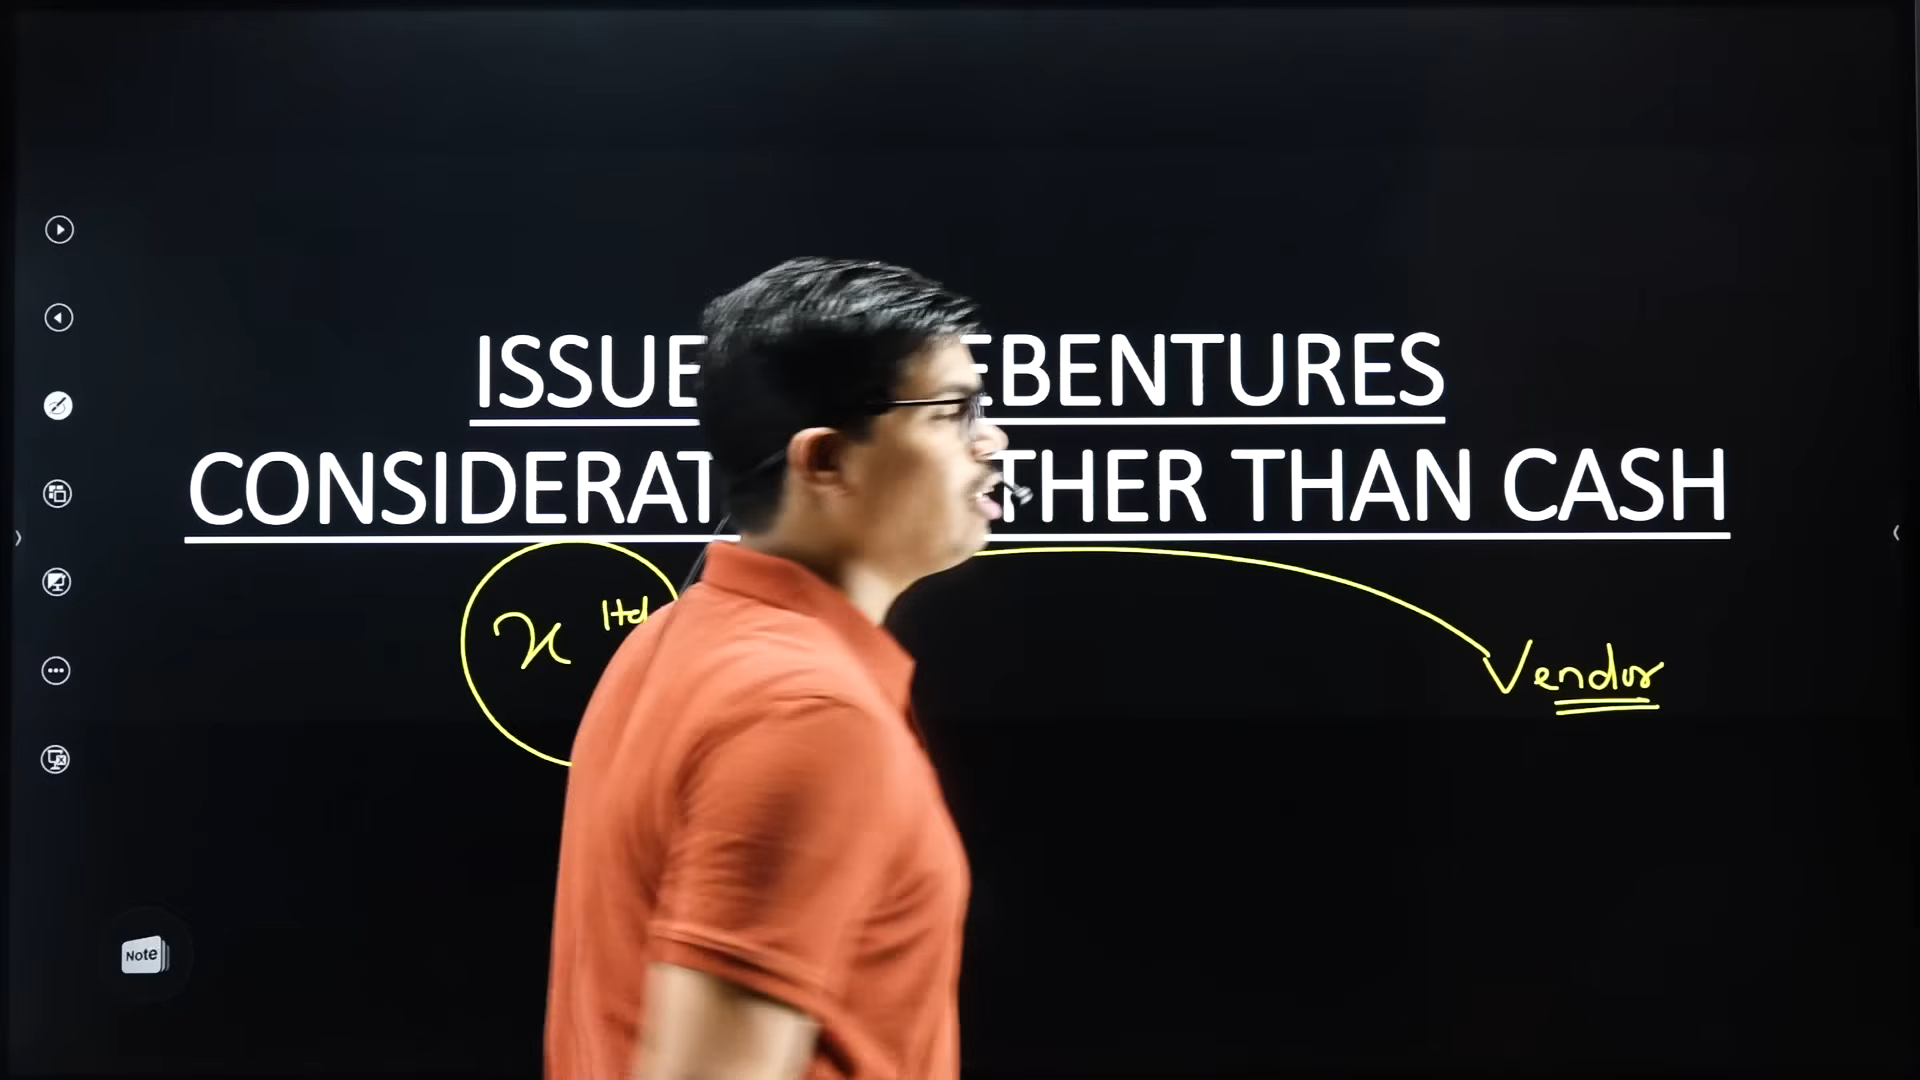 ISSUE EBENTURES
CONSIDERAT THER THAN CASH
x ltd
Vendor
Note